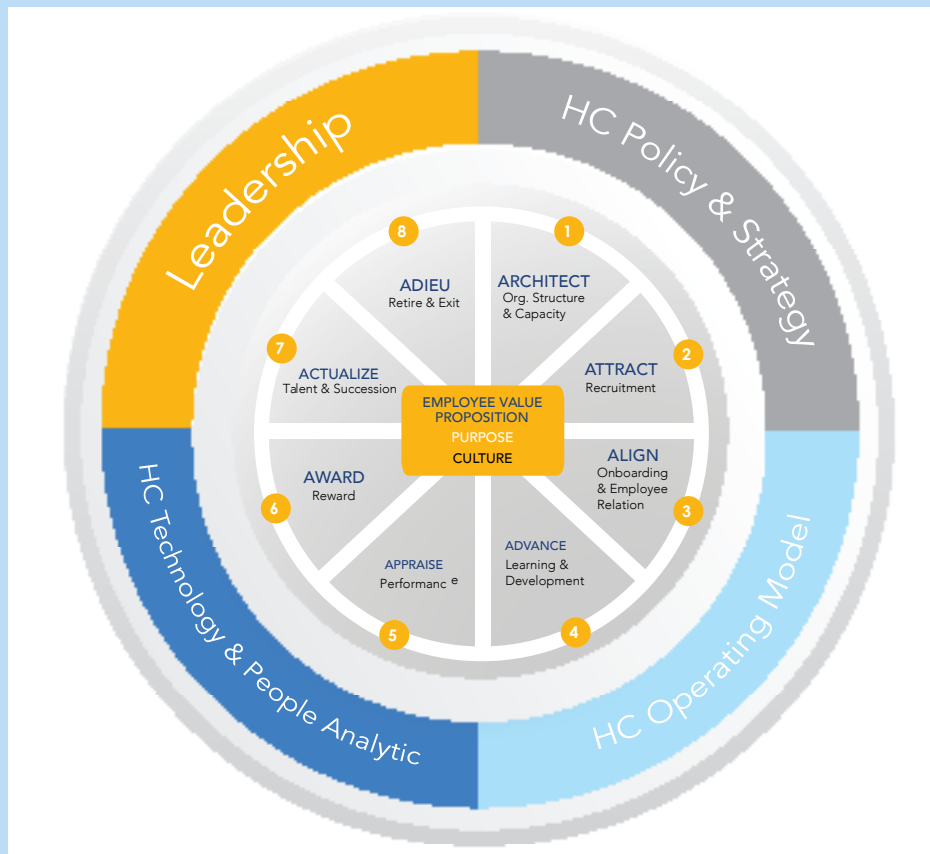 Leadership
HC Policy & Strategy
HC Operating Model
HC Technology & People Analytic
1
ARCHITECT
Org. Structure
& Capacity
2
ATTRACT
Recruitment
3
ALIGN
Onboarding
& Employee
Relation
4
ADVANCE
Learning &
Development
5
APPRAISE
Performanc e
6
AWARD
Reward
7
ACTUALIZE
Talent & Succession
8
ADIEU
Retire & Exit
EMPLOYEE VALUE
PROPOSITION
PURPOSE
CULTURE